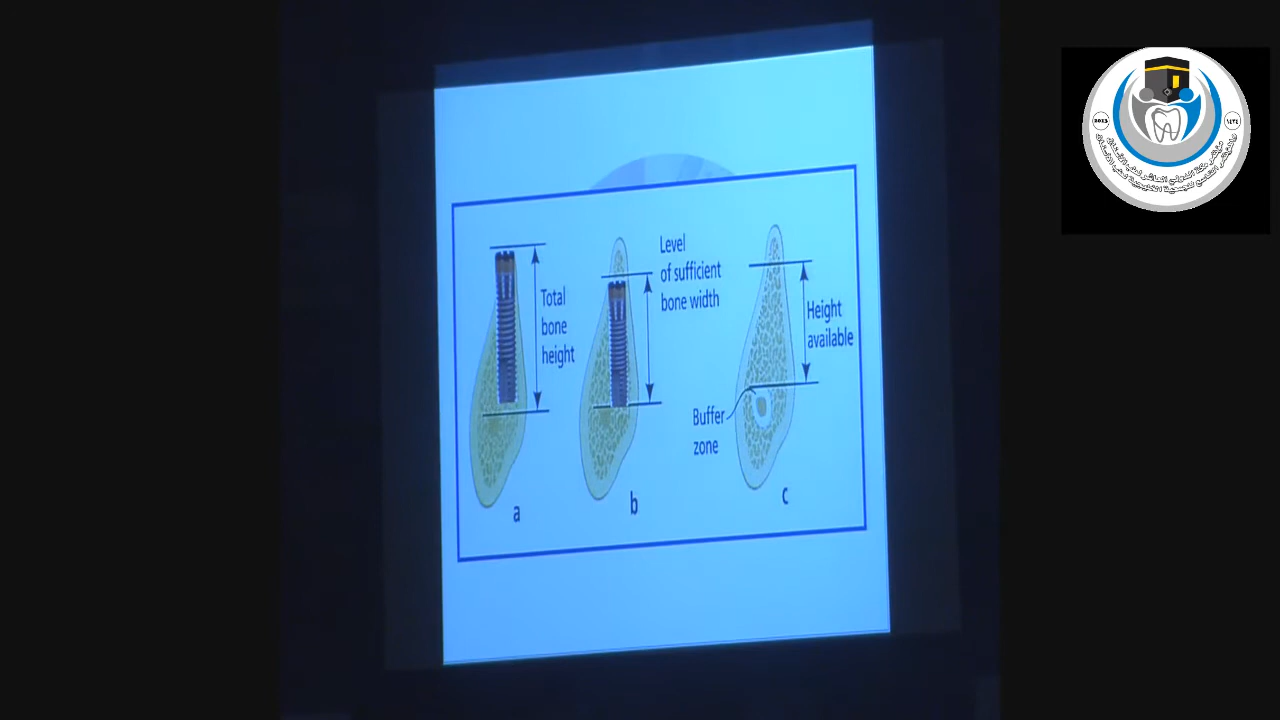 Total
bone
height
a
Level
of sufficient
bone width
b
Height
available
Buffer
zone
c